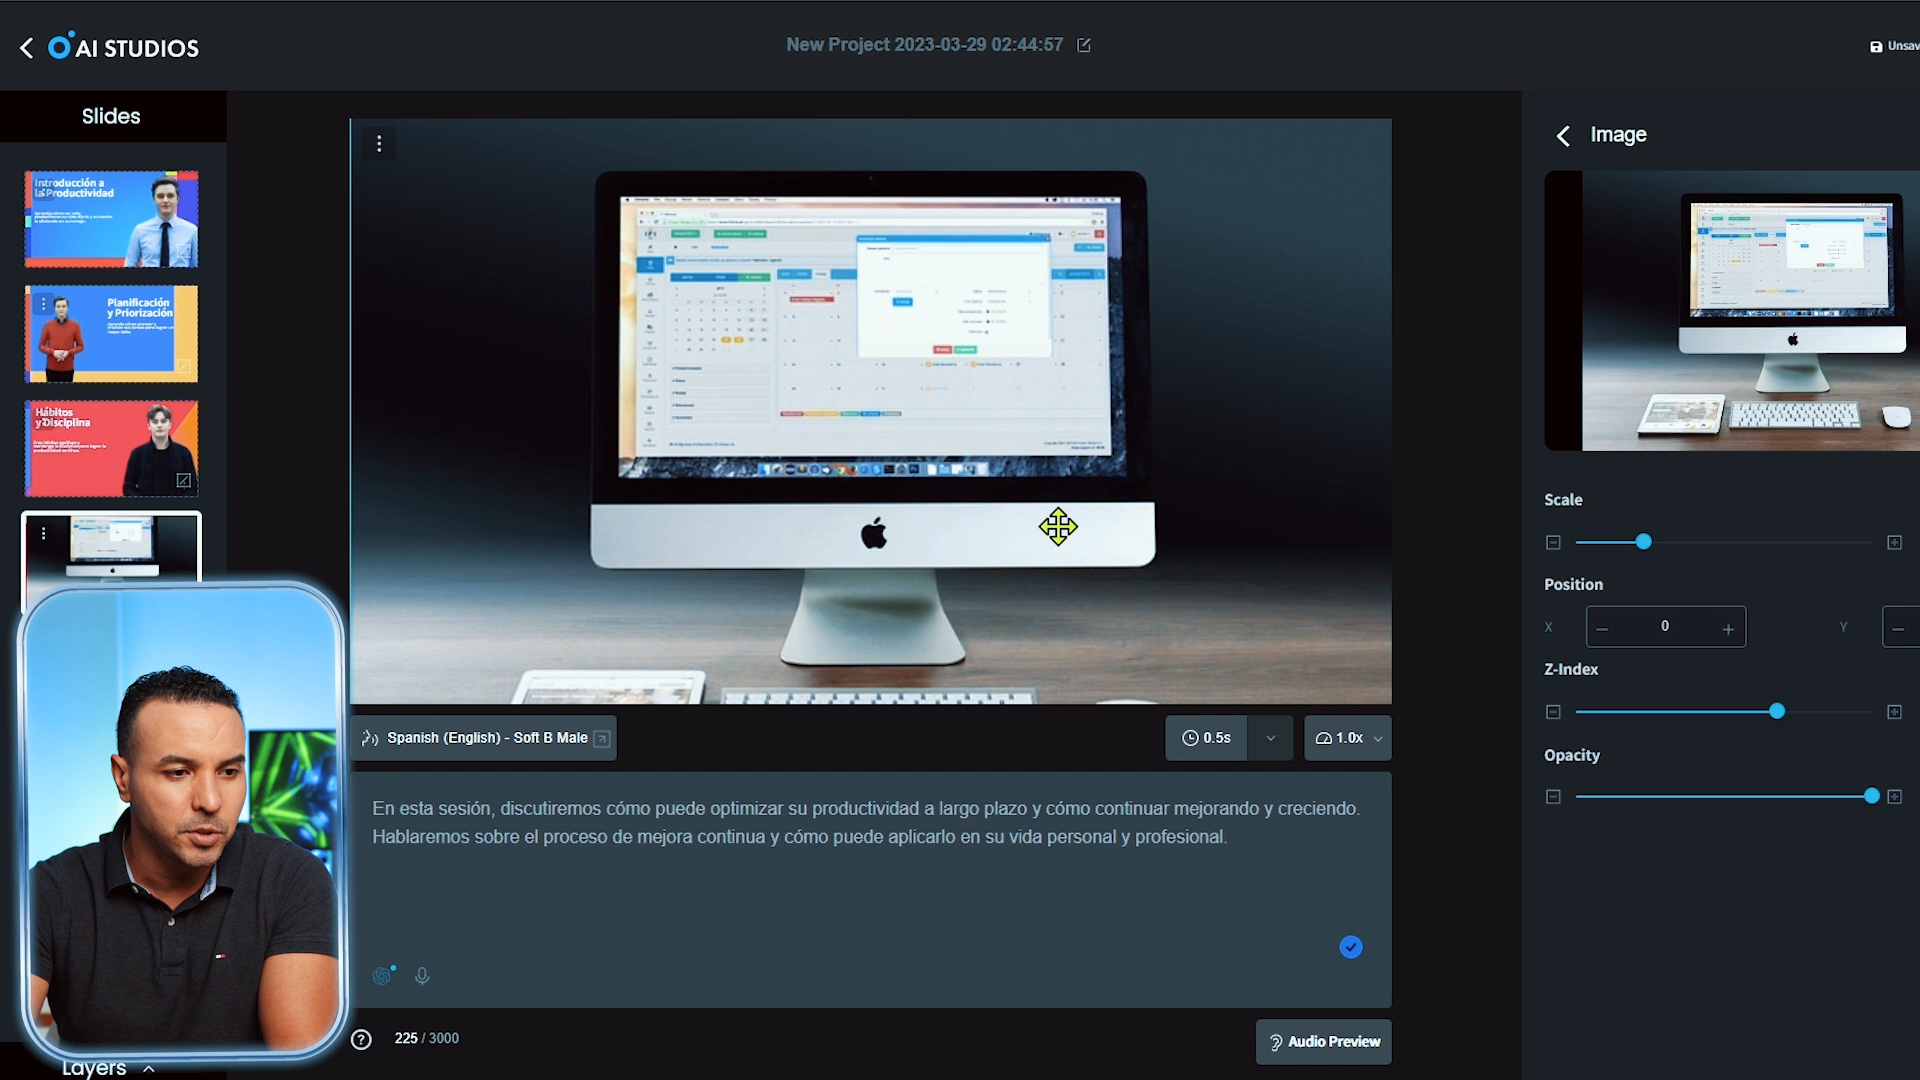 AI STUDIOS
New Project 2023-03-29 02:44:57
Unsav
Slides
Introducción a
la Productividad
Planificación
y Priorización
Hábitos
y Disciplina
Image
Scale
Position
X
0
Y
Z-Index
Opacity
Spanish (English) - Soft B Male
0.5s
1.0x
En esta sesión, discutiremos cómo puede optimizar su productividad a largo plazo y cómo continuar mejorando y creciendo.
Hablaremos sobre el proceso de mejora continua y cómo puede aplicarlo en su vida personal y profesional.
225 / 3000
Audio Preview
Layers